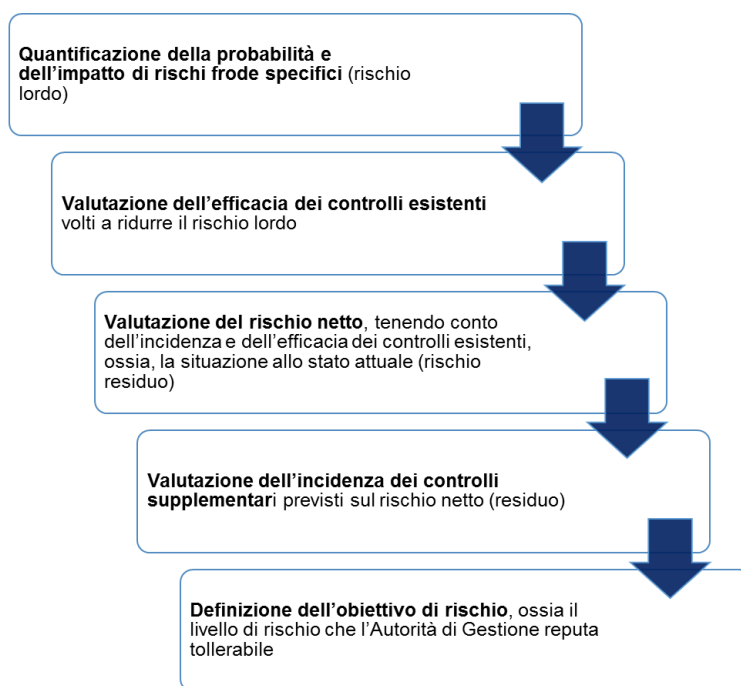 Quantificazione della probabilità e
dell'impatto di rischi frode specifici (rischio
lordo)
Valutazione dell'efficacia dei controlli esistenti
volti a ridurre il rischio lordo
Valutazione del rischio netto, tenendo conto
dell'incidenza e dell'efficacia dei controlli esistenti,
ossia, la situazione allo stato attuale (rischio
residuo)
Valutazione dell'incidenza dei controlli
supplementari previsti sul rischio netto (residuo)
Definizione dell'obiettivo di rischio, ossia il
livello di rischio che l'Autorità di Gestione reputa
tollerabile